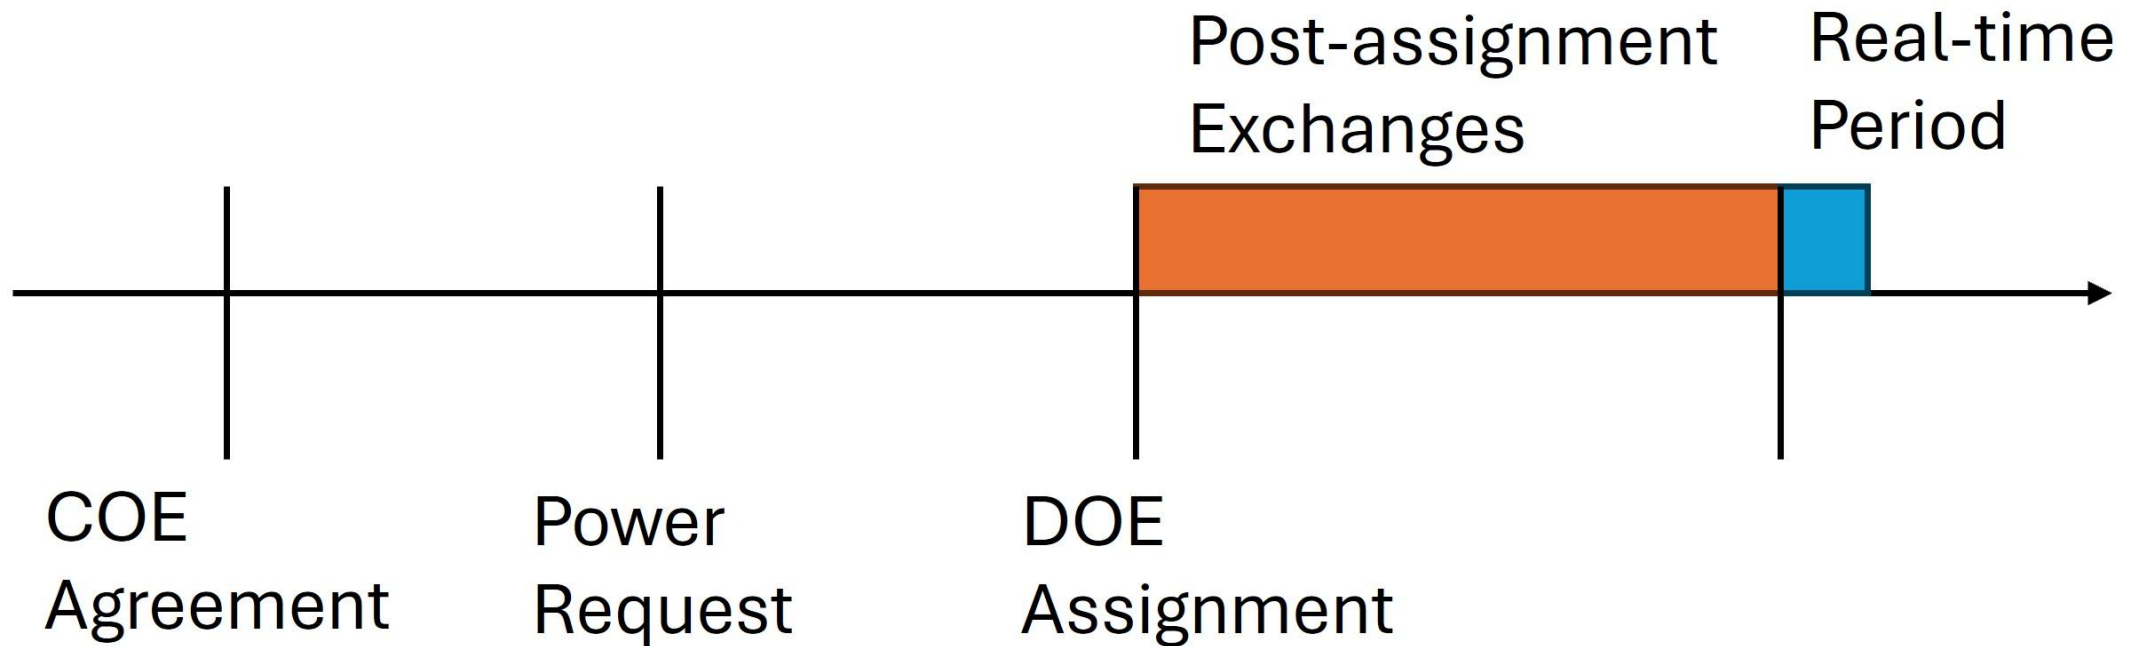 Post-assignment
Exchanges
Real-time
Period
COE
Agreement
Power
Request
DOE
Assignment